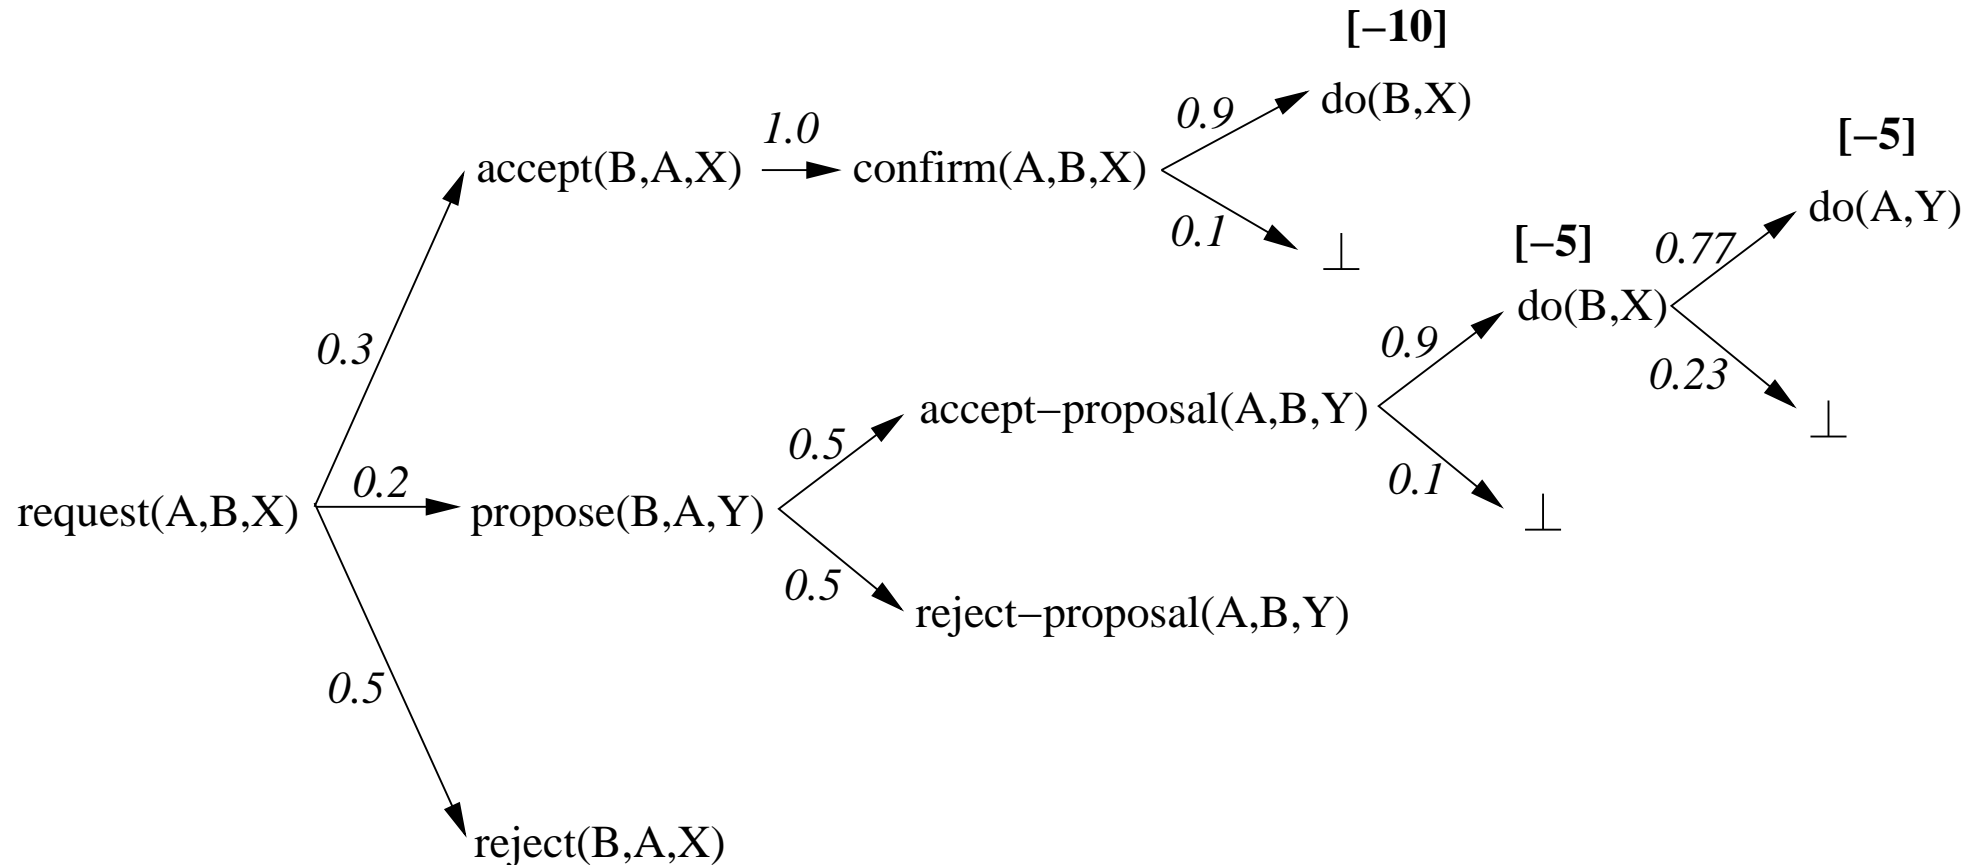 [−10]
do(B,X)
0.9
[−5]
1.0
accept(B,A,X)
confirm(A,B,X)
do(A,Y)
0.1
⊥
[−5]
0.77
do(B,X)
0.3
0.9
0.23
accept−proposal(A,B,Y)
⊥
0.5
0.2
0.1
request(A,B,X)
propose(B,A,Y)
⊥
0.5
reject−proposal(A,B,Y)
0.5
reject(B,A,X)